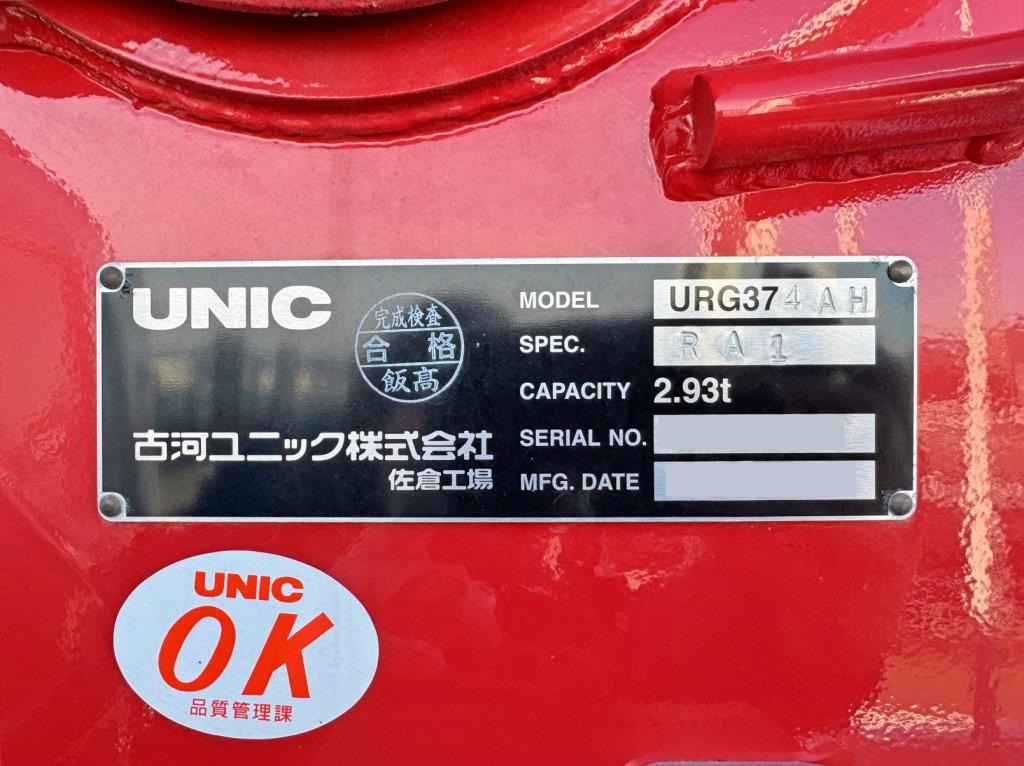 UNIC
完成検査
合格
飯髙
古河ユニック株式会社
佐倉工場
MODEL URG374AH
SPEC. RA1
CAPACITY 2.93t
SERIAL NO.
MFG. DATE
UNIC
OK
品質管理課